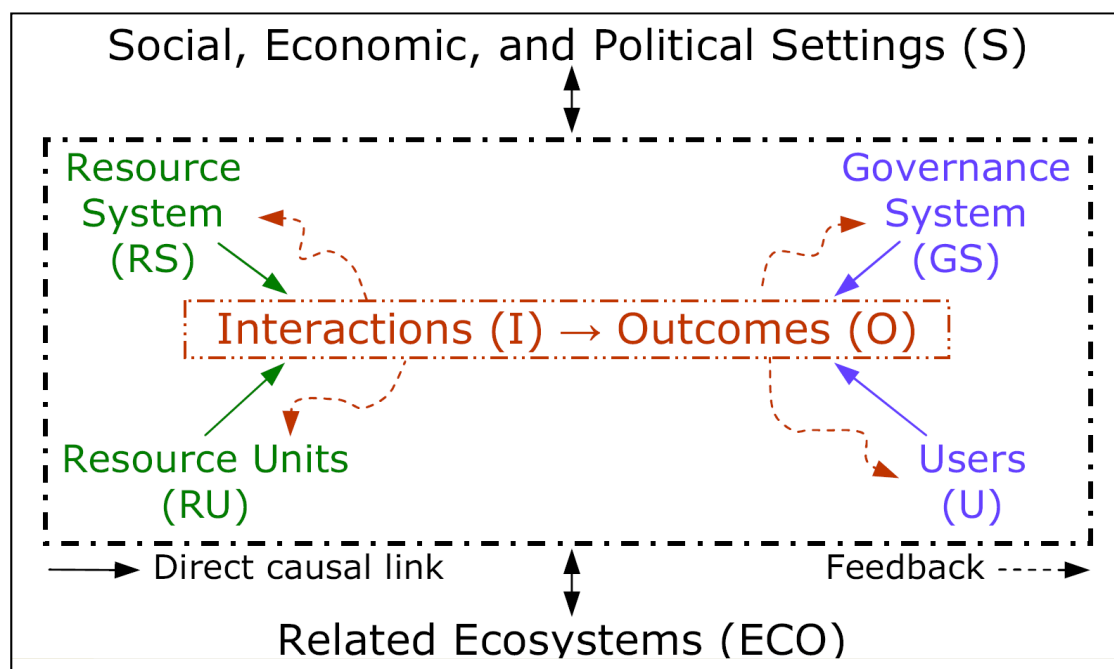 Social, Economic, and Political Settings (S)
Resource
System
(RS)
Governance
System
(GS)
Interactions (I) → Outcomes (O)
Resource Units
(RU)
Users
(U)
Direct causal link
Feedback
Related Ecosystems (ECO)